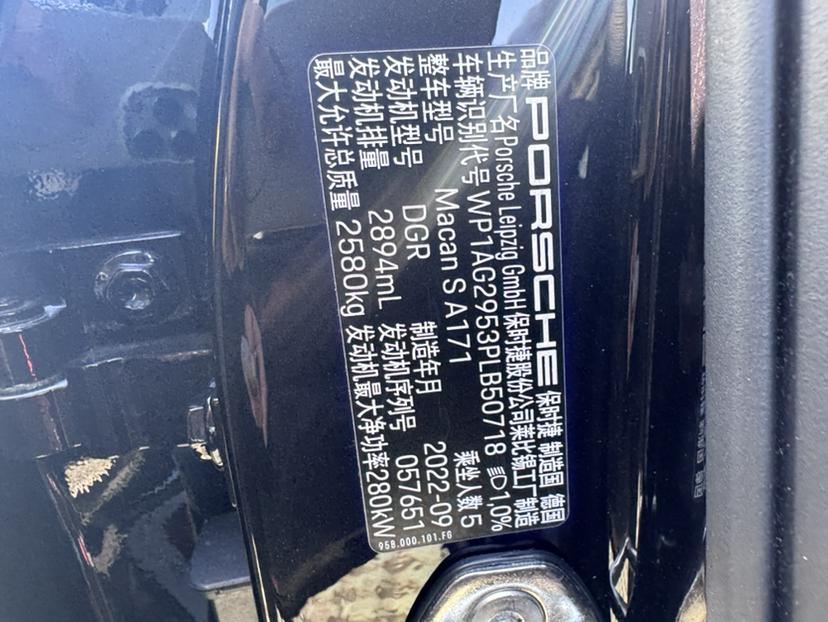 品牌 PORSCHE 保时捷 制造国 德国
生产厂名 Porsche Leipzig GmbH 保时捷股份公司莱比锡工厂制造
车辆识别代号 WP1AG2953PLB50718 1.0%
整车型号 Macan S A171 乘坐人数 5
发动机型号 DGR 制造年月 2022-09
发动机排量 2894mL 发动机序列号 057651
最大允许总质量 2580kg 发动机最大净功率 280kW
95B.000.101.FG